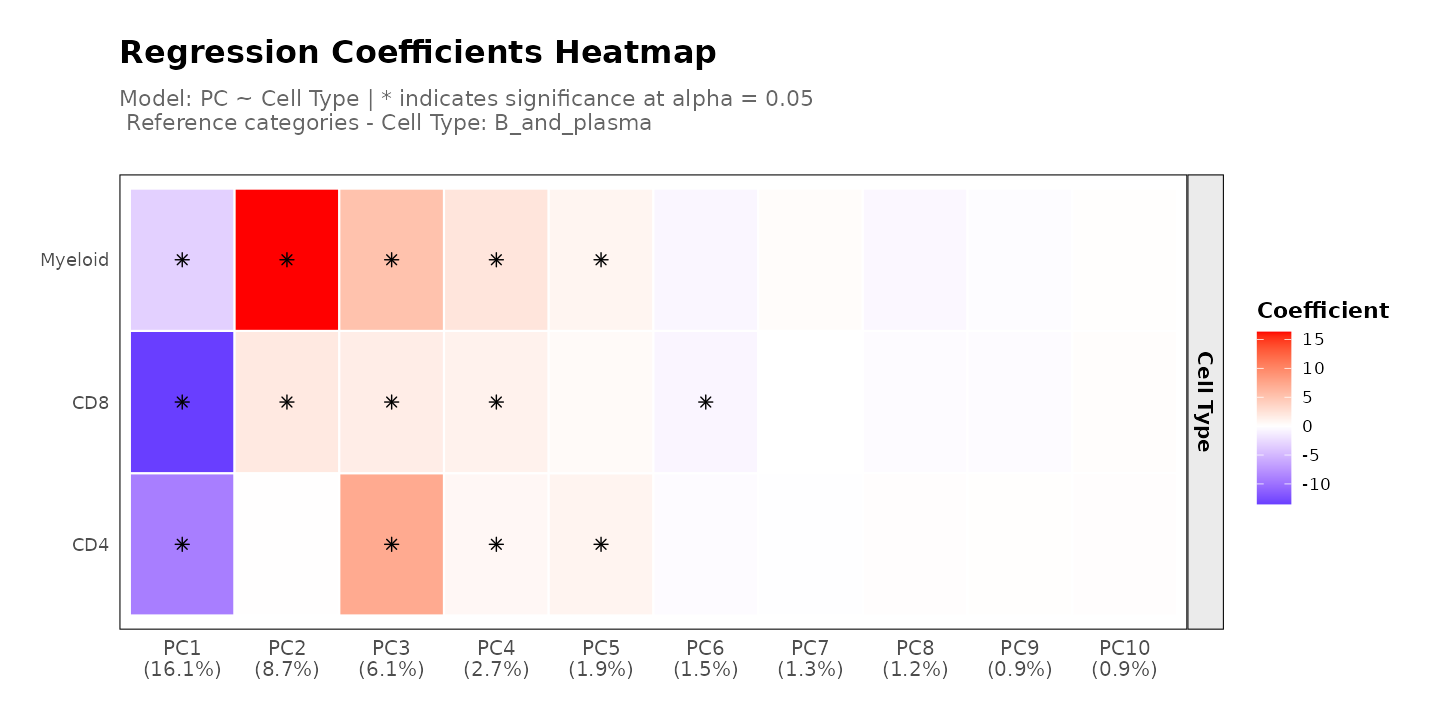 Regression Coefficients Heatmap
Model: PC ~ Cell Type | * indicates significance at alpha = 0.05
Reference categories - Cell Type: B_and_plasma
Myeloid
* * * * *
CD8
* * * * *
CD4
* * * *
Cell Type
Coefficient
15
10
5
0
-5
-10
PC1 PC2 PC3 PC4 PC5 PC6 PC7 PC8 PC9 PC10
(16.1%) (8.7%) (6.1%) (2.7%) (1.9%) (1.5%) (1.3%) (1.2%) (0.9%) (0.9%)